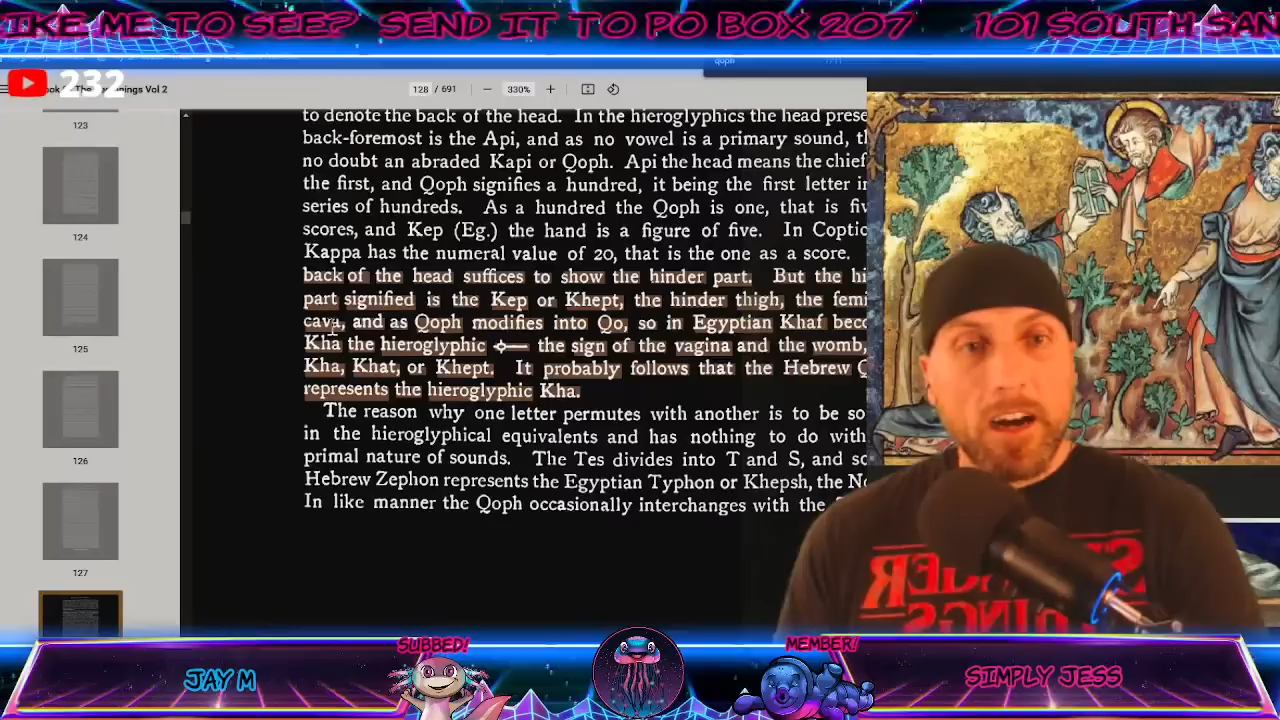 IKE ME TO SEE? SEND IT TO PO BOX 207 101 SOUTH SAN
232
Vol 2
128 / 691 − 330% +
qoph
123
124
125
126
127
to denote the back of the head. In the hieroglyphics the head prese
back-foremost is the Api, and as no vowel is a primary sound, t
no doubt an abraded Kapi or Qoph. Api the head means the chief
the first, and Qoph signifies a hundred, it being the first letter i
series of hundreds. As a hundred the Qoph is one, that is fiv
scores, and Kep (Eg.) the hand is a figure of five. In Coptic
Kappa has the numeral value of 20, that is the one as a score.
back of the head suffices to show the hinder part. But the hi
part signified is the Kep or Khept, the hinder thigh, the femi
cava, and as Qoph modifies into Qo, so in Egyptian Khaf beco
Kha the hieroglyphic the sign of the vagina and the womb,
Kha, Khat, or Khept. It probably follows that the Hebrew Q
represents the hieroglyphic Kha.
The reason why one letter permutes with another is to be so
in the hieroglyphical equivalents and has nothing to do with
primal nature of sounds. The Tes divides into T and S, and so
Hebrew Zephon represents the Egyptian Typhon or Khepsh, the No
In like manner the Qoph occasionally interchanges with the
SUBBED!
JAY M
MEMBER!
SIMPLY JESS